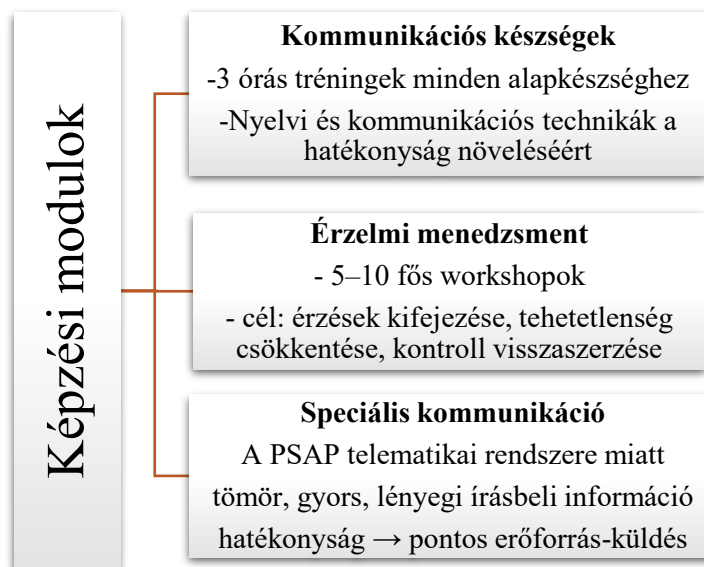 Képzési modulok
Kommunikációs készségek
-3 órás tréningek minden alapkészséghez
-Nyelvi és kommunikációs technikák a
hatékonyság növeléséért
Érzelmi menedzsment
- 5–10 fős workshopok
- cél: érzések kifejezése, tehetetlenség
csökkentése, kontroll visszaszerzése
Speciális kommunikáció
A PSAP telematikai rendszere miatt
tömör, gyors, lényegi írásbeli információ
hatékonyság → pontos erőforrás-küldés